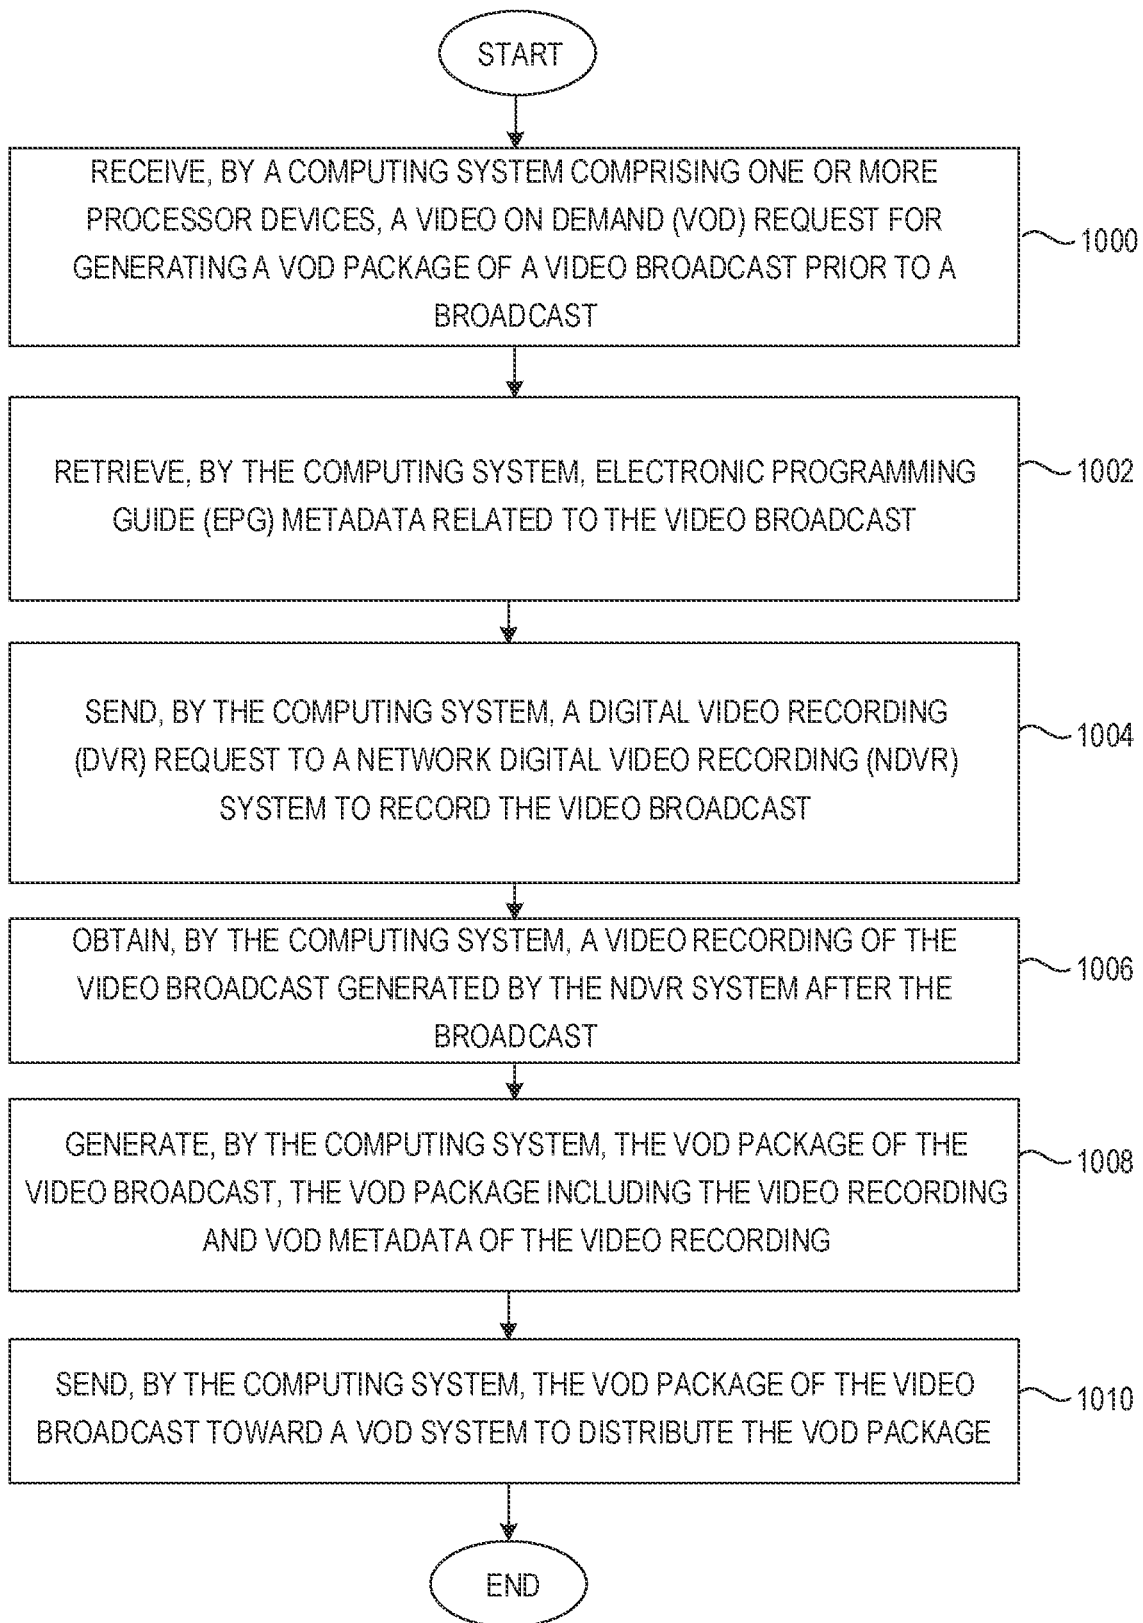 START
RECEIVE, BY A COMPUTING SYSTEM COMPRISING ONE OR MORE
PROCESSOR DEVICES, A VIDEO ON DEMAND (VOD) REQUEST FOR
GENERATING A VOD PACKAGE OF A VIDEO BROADCAST PRIOR TO A
BROADCAST
1000
RETRIEVE, BY THE COMPUTING SYSTEM, ELECTRONIC PROGRAMMING
GUIDE (EPG) METADATA RELATED TO THE VIDEO BROADCAST
1002
SEND, BY THE COMPUTING SYSTEM, A DIGITAL VIDEO RECORDING
(DVR) REQUEST TO A NETWORK DIGITAL VIDEO RECORDING (NDVR)
SYSTEM TO RECORD THE VIDEO BROADCAST
1004
OBTAIN, BY THE COMPUTING SYSTEM, A VIDEO RECORDING OF THE
VIDEO BROADCAST GENERATED BY THE NDVR SYSTEM AFTER THE
BROADCAST
1006
GENERATE, BY THE COMPUTING SYSTEM, THE VOD PACKAGE OF THE
VIDEO BROADCAST, THE VOD PACKAGE INCLUDING THE VIDEO RECORDING
AND VOD METADATA OF THE VIDEO RECORDING
1008
SEND, BY THE COMPUTING SYSTEM, THE VOD PACKAGE OF THE VIDEO
BROADCAST TOWARD A VOD SYSTEM TO DISTRIBUTE THE VOD PACKAGE
1010
END